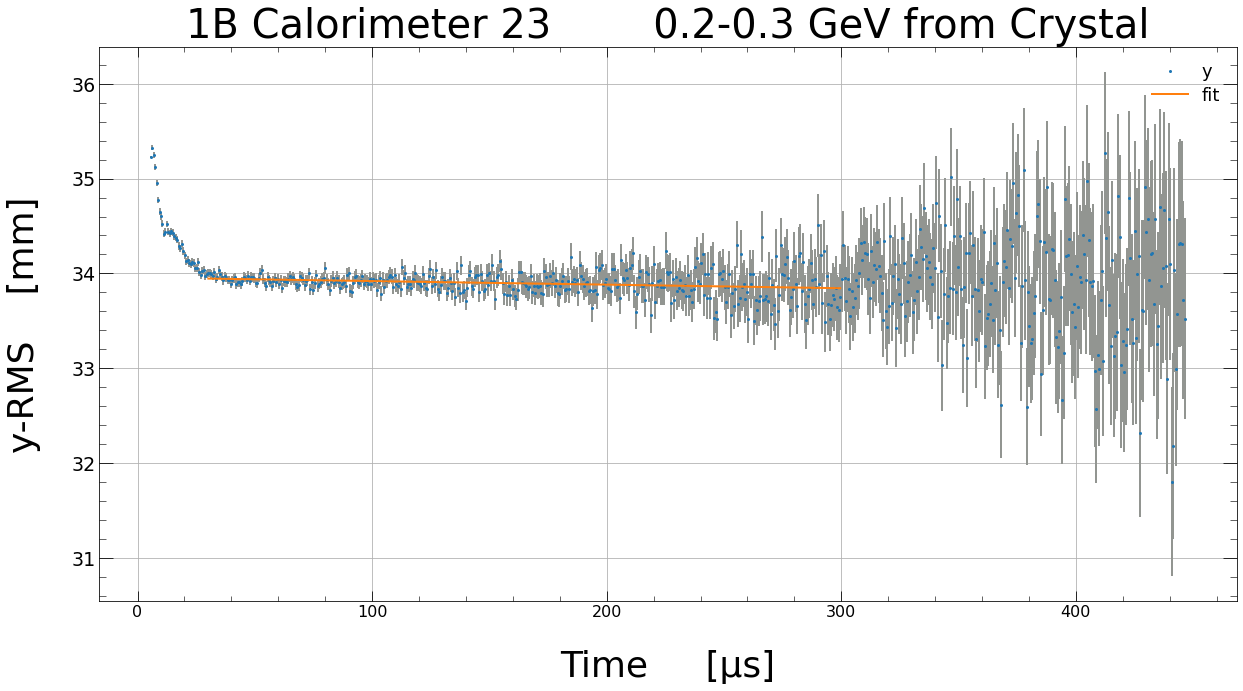 1B Calorimeter 23 0.2-0.3 GeV from Crystal
y
fit
36
35
34
33
32
31
y-RMS [mm]
0 100 200 300 400
Time [µs]